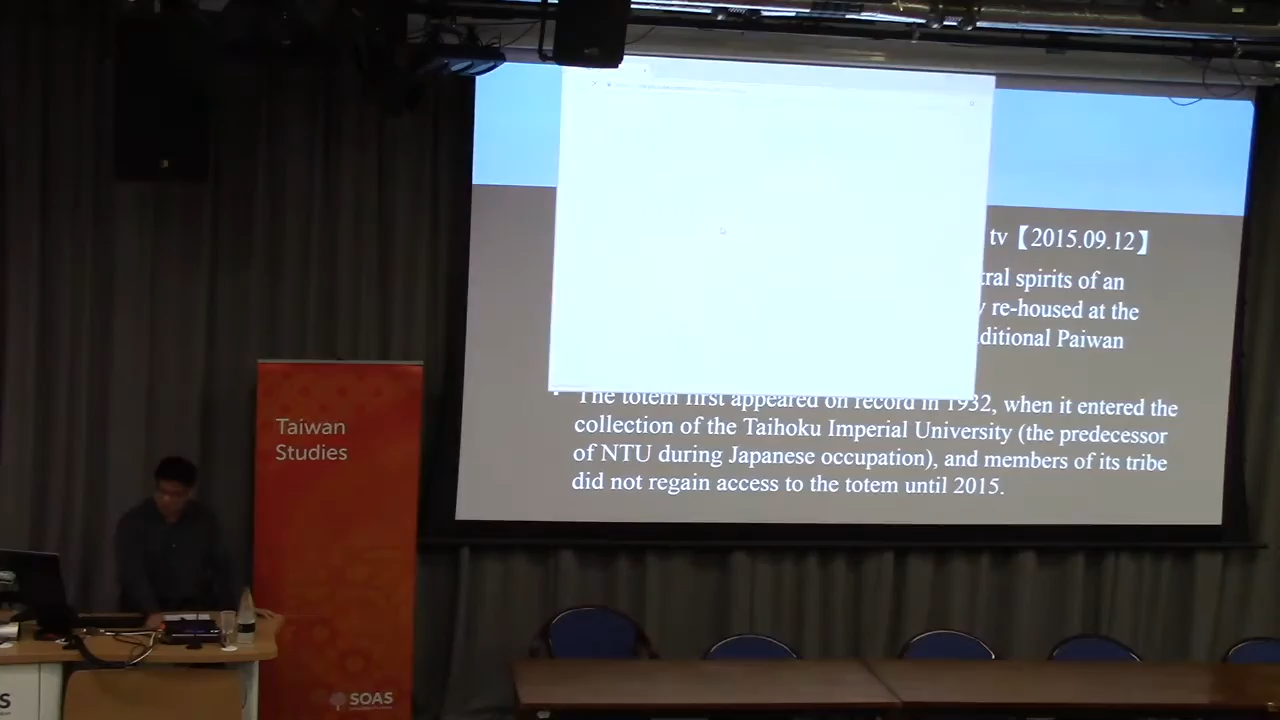 tv【2015.09.12】
tral spirits of an
y re-housed at the
ditional Paiwan
• The totem first appeared on record in 1932, when it entered the
collection of the Taihoku Imperial University (the predecessor
of NTU during Japanese occupation), and members of its tribe
did not regain access to the totem until 2015.
Taiwan
Studies
SOAS
S